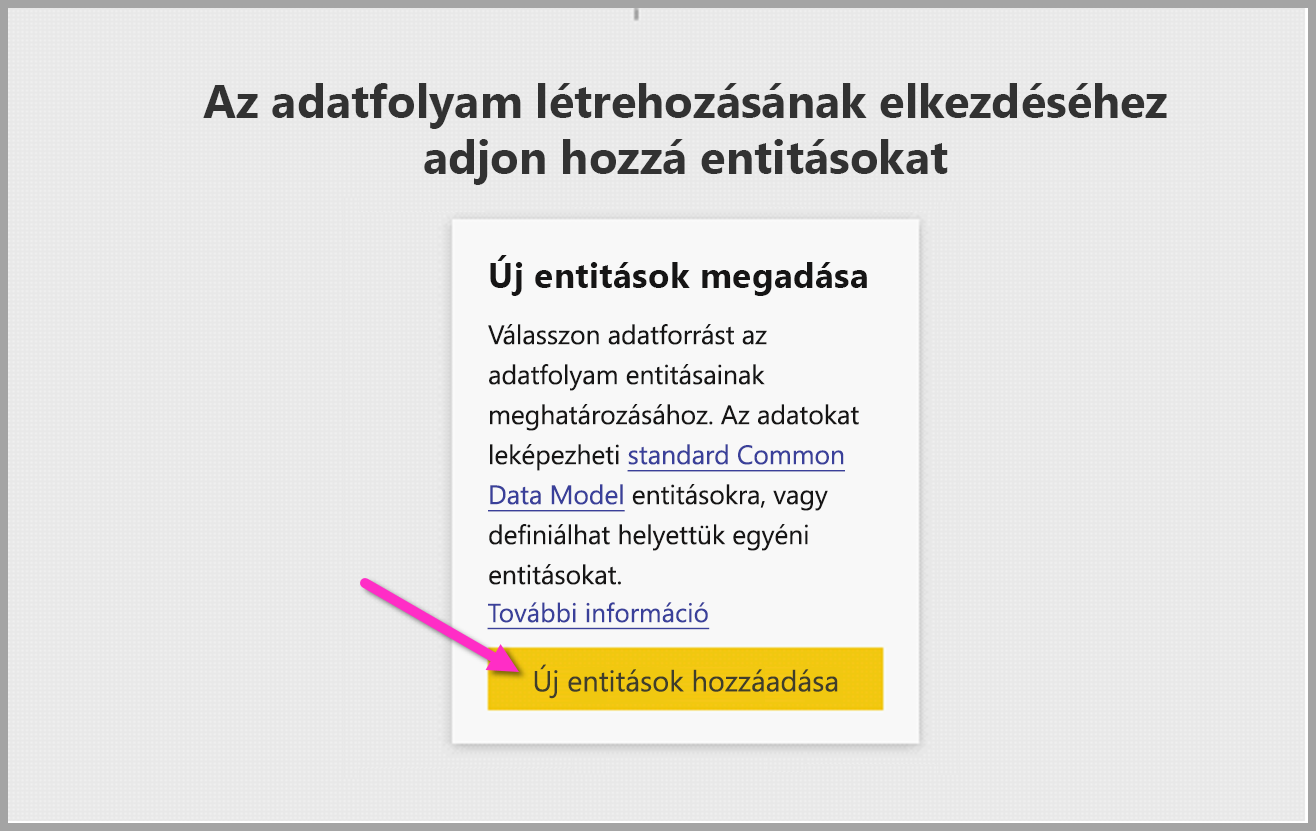 Az adatfolyam létrehozásának elkezdéséhez
adjon hozzá entitásokat
Új entitások megadása
Válasszon adatforrást az
adatfolyam entitásainak
meghatározásához. Az adatokat
leképezheti standard Common
Data Model entitásokra, vagy
definiálhat helyettük egyéni
entitásokat.
További információ
Új entitások hozzáadása